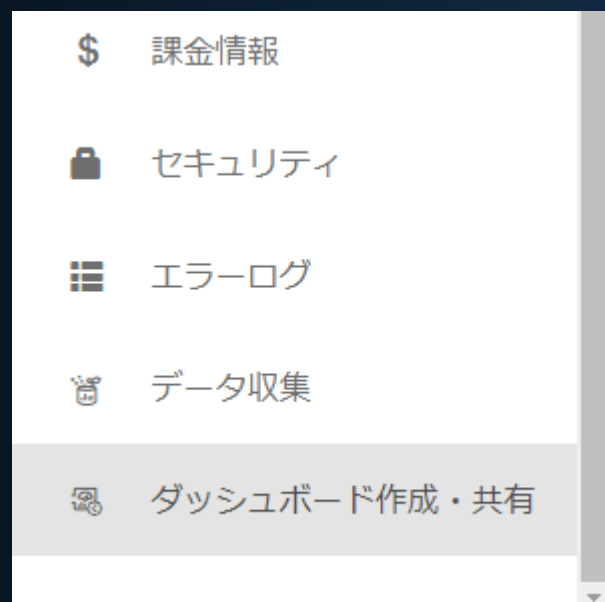 課金情報
セキュリティ
エラーログ
データ収集
ダッシュボード作成・共有